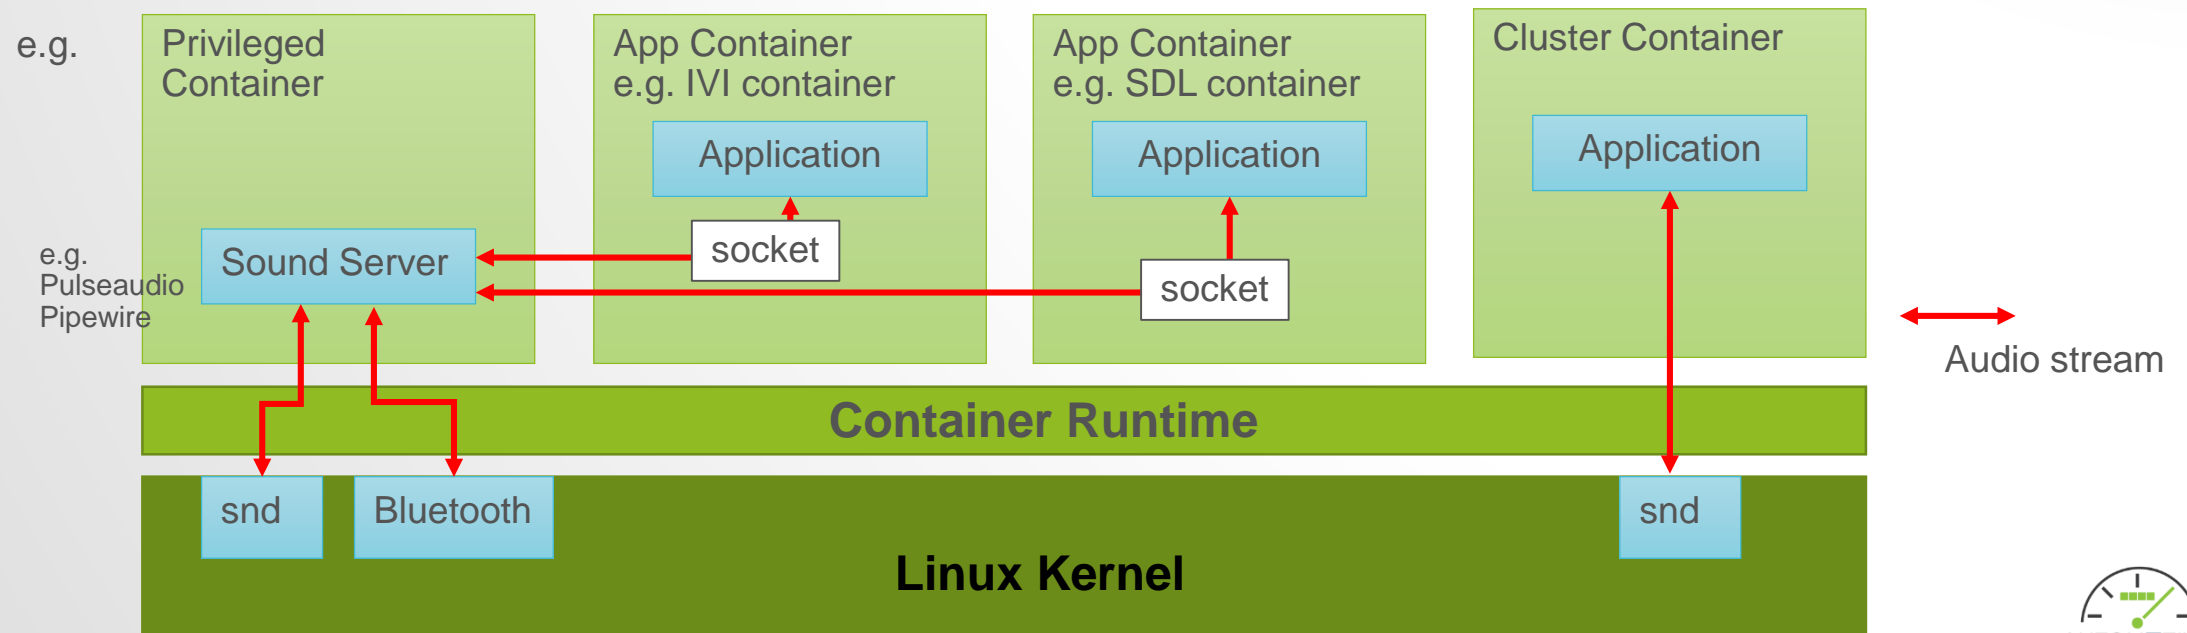 e.g.
Privileged
Container
App Container
e.g. IVI container
App Container
e.g. SDL container
Cluster Container
Application
Application
Application
socket
socket
Sound Server
e.g.
Pulseaudio
Pipewire
Audio stream
Container Runtime
snd
Bluetooth
snd
Linux Kernel